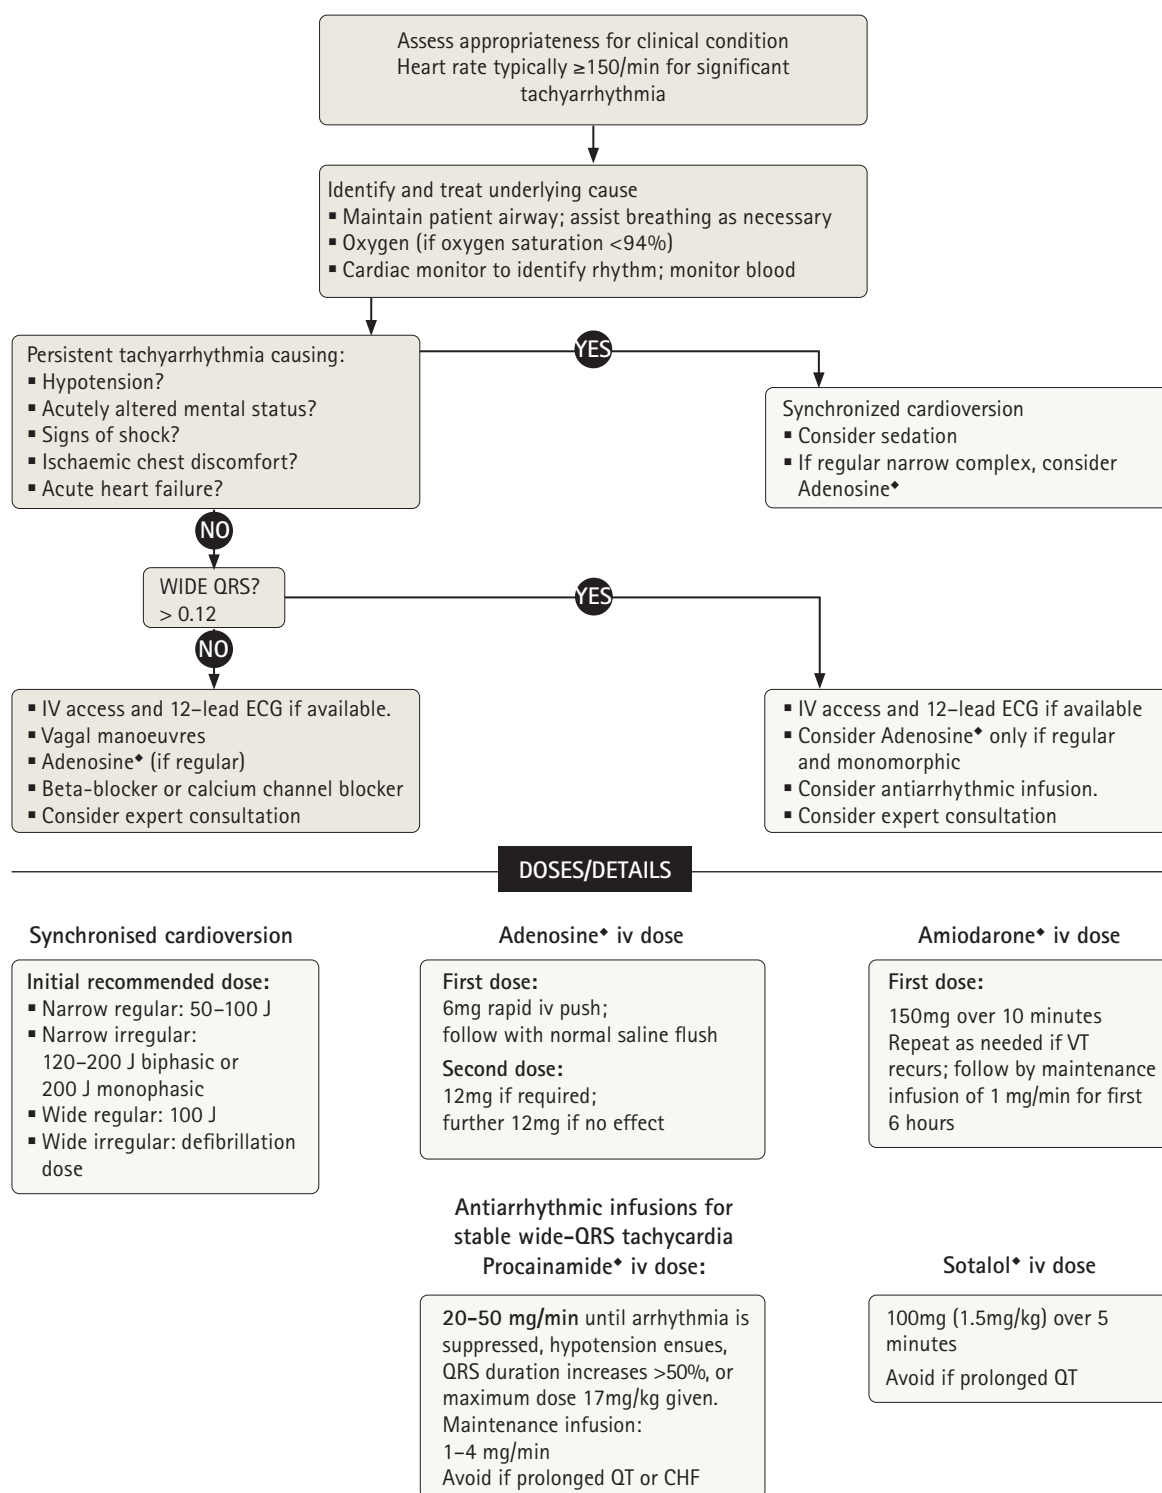 Assess appropriateness for clinical condition
Heart rate typically ≥150/min for significant
tachyarrhythmia
Identify and treat underlying cause
▪ Maintain patient airway; assist breathing as necessary
▪ Oxygen (if oxygen saturation <94%)
▪ Cardiac monitor to identify rhythm; monitor blood
Persistent tachyarrhythmia causing:
▪ Hypotension?
▪ Acutely altered mental status?
▪ Signs of shock?
▪ Ischaemic chest discomfort?
▪ Acute heart failure?
YES
Synchronized cardioversion
▪ Consider sedation
▪ If regular narrow complex, consider
Adenosine◆
NO
WIDE QRS?
> 0.12
YES
NO
▪ IV access and 12–lead ECG if available.
▪ Vagal manoeuvres
▪ Adenosine◆ (if regular)
▪ Beta-blocker or calcium channel blocker
▪ Consider expert consultation
▪ IV access and 12–lead ECG if available
▪ Consider Adenosine◆ only if regular
and monomorphic
▪ Consider antiarrhythmic infusion.
▪ Consider expert consultation
DOSES/DETAILS
Synchronised cardioversion
Initial recommended dose:
▪ Narrow regular: 50–100 J
▪ Narrow irregular:
120–200 J biphasic or
200 J monophasic
▪ Wide regular: 100 J
▪ Wide irregular: defibrillation
dose
Adenosine◆ iv dose
First dose:
6mg rapid iv push;
follow with normal saline flush
Second dose:
12mg if required;
further 12mg if no effect
Amiodarone◆ iv dose
First dose:
150mg over 10 minutes
Repeat as needed if VT
recurs; follow by maintenance
infusion of 1 mg/min for first
6 hours
Antiarrhythmic infusions for
stable wide–QRS tachycardia
Procainamide◆ iv dose:
20–50 mg/min until arrhythmia is
suppressed, hypotension ensues,
QRS duration increases >50%, or
maximum dose 17mg/kg given.
Maintenance infusion:
1–4 mg/min
Avoid if prolonged QT or CHF
Sotalol◆ iv dose
100mg (1.5mg/kg) over 5
minutes
Avoid if prolonged QT